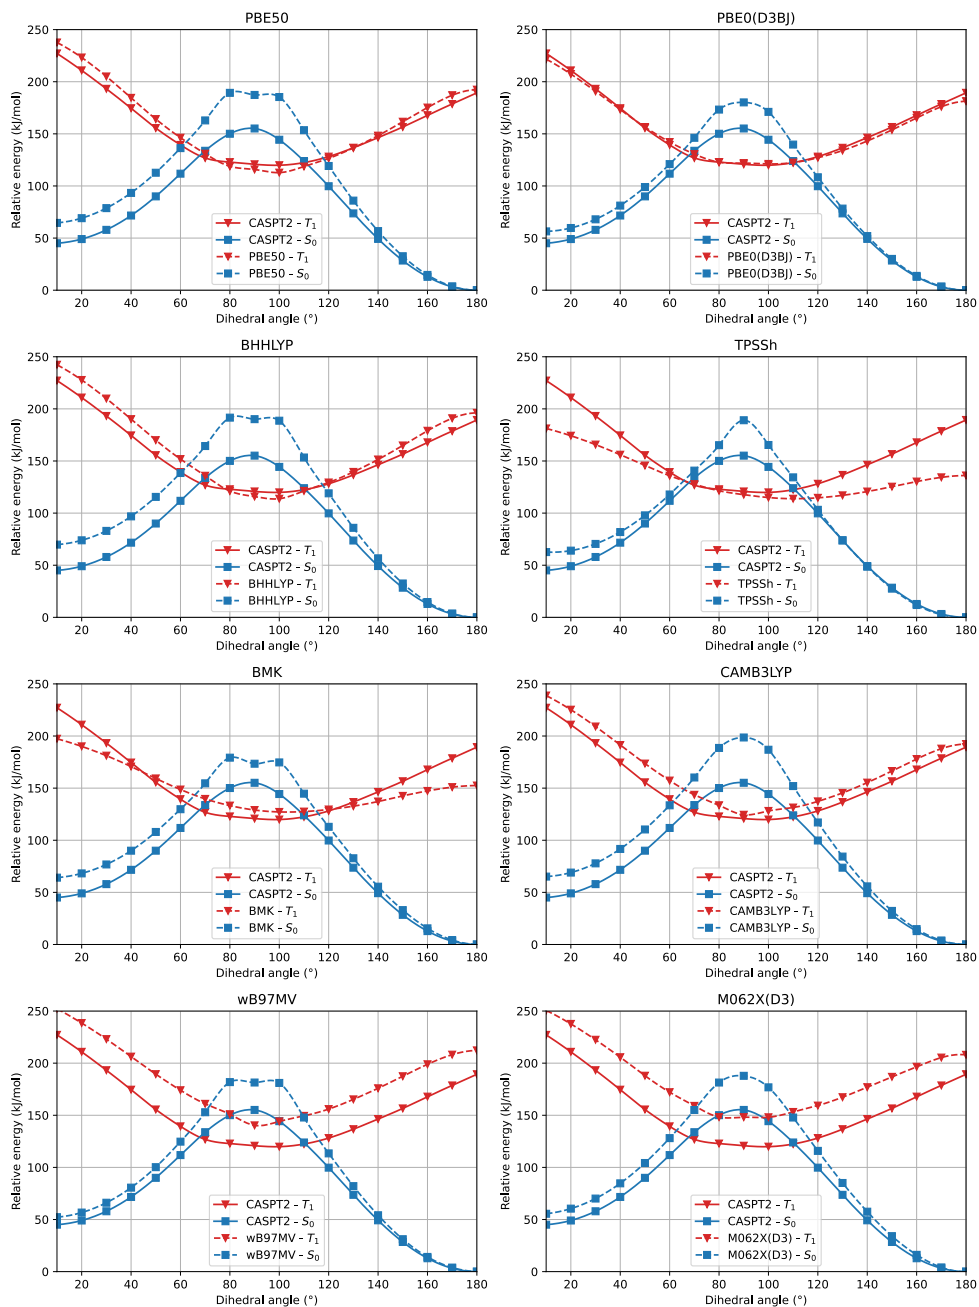 PBE50
Relative energy (kJ/mol)
250
200
150
100
50
0
CASPT2 - T1
CASPT2 - S0
PBE50 - T1
PBE50 - S0
20 40 60 80 100 120 140 160 180
Dihedral angle (°)
PBE0(D3BJ)
Relative energy (kJ/mol)
250
200
150
100
50
0
CASPT2 - T1
CASPT2 - S0
PBE0(D3BJ) - T1
PBE0(D3BJ) - S0
20 40 60 80 100 120 140 160 180
Dihedral angle (°)
BHHLYP
Relative energy (kJ/mol)
250
200
150
100
50
0
CASPT2 - T1
CASPT2 - S0
BHHLYP - T1
BHHLYP - S0
20 40 60 80 100 120 140 160 180
Dihedral angle (°)
TPSSh
Relative energy (kJ/mol)
250
200
150
100
50
0
CASPT2 - T1
CASPT2 - S0
TPSSh - T1
TPSSh - S0
20 40 60 80 100 120 140 160 180
Dihedral angle (°)
BMK
Relative energy (kJ/mol)
250
200
150
100
50
0
CASPT2 - T1
CASPT2 - S0
BMK - T1
BMK - S0
20 40 60 80 100 120 140 160 180
Dihedral angle (°)
CAMB3LYP
Relative energy (kJ/mol)
250
200
150
100
50
0
CASPT2 - T1
CASPT2 - S0
CAMB3LYP - T1
CAMB3LYP - S0
20 40 60 80 100 120 140 160 180
Dihedral angle (°)
wB97MV
Relative energy (kJ/mol)
250
200
150
100
50
0
CASPT2 - T1
CASPT2 - S0
wB97MV - T1
wB97MV - S0
20 40 60 80 100 120 140 160 180
Dihedral angle (°)
M062X(D3)
Relative energy (kJ/mol)
250
200
150
100
50
0
CASPT2 - T1
CASPT2 - S0
M062X(D3) - T1
M062X(D3) - S0
20 40 60 80 100 120 140 160 180
Dihedral angle (°)